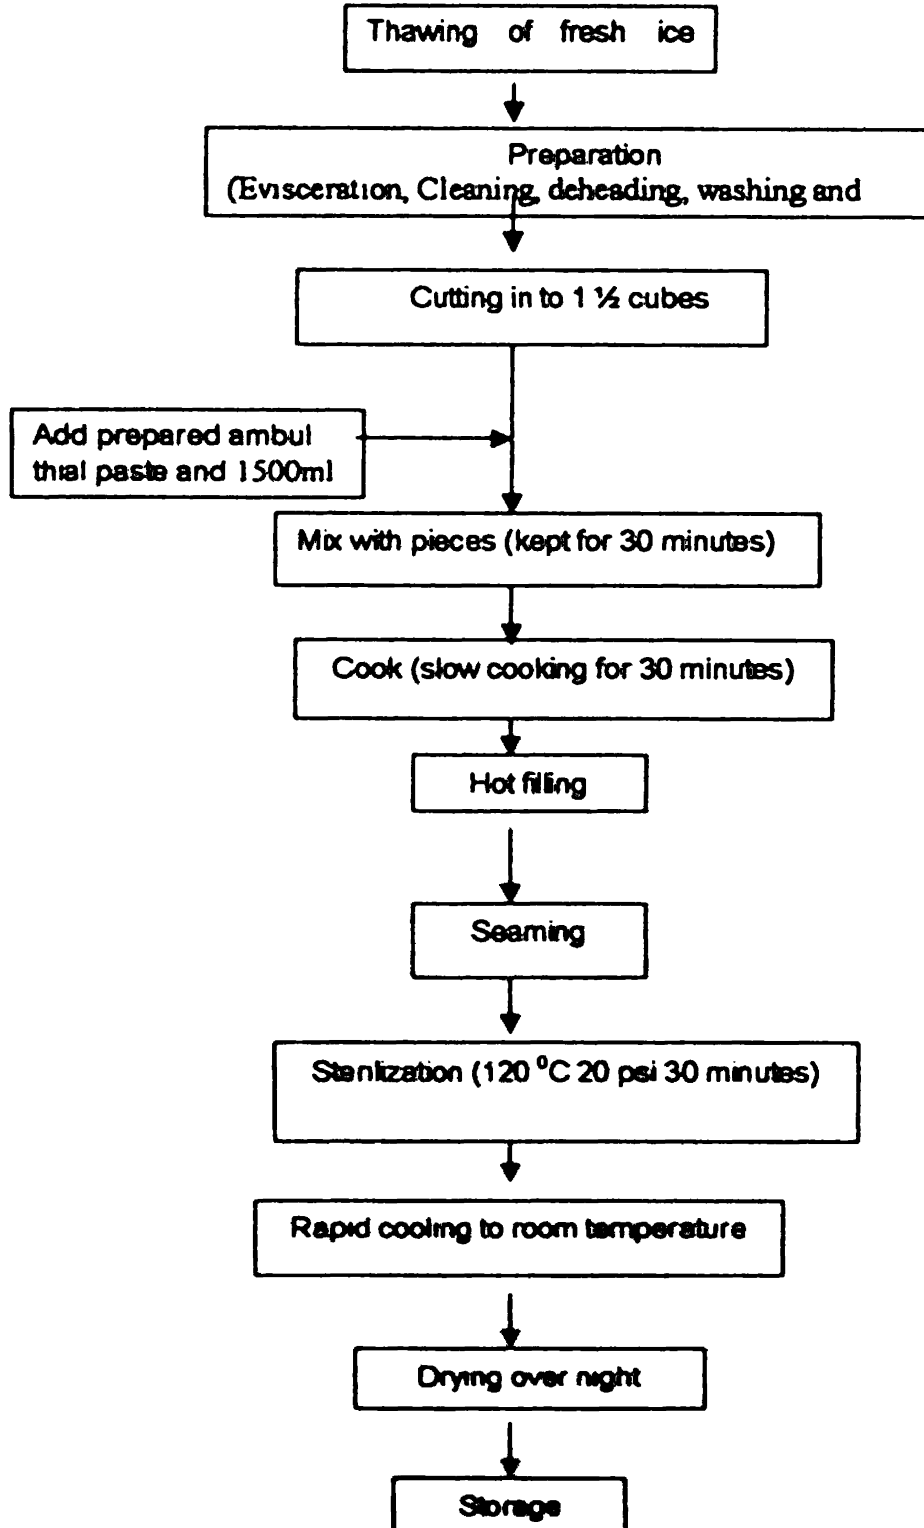 Thawing of fresh ice
Preparation
(Evisceration, Cleaning, deheading, washing and
Cutting in to 1 ½ cubes
Add prepared ambul
thial paste and 1500ml
Mix with pieces (kept for 30 minutes)
Cook (slow cooking for 30 minutes)
Hot filling
Seaming
Sterilization (120 ⁰C 20 psi 30 minutes)
Rapid cooling to room temperature
Drying over night
Storage